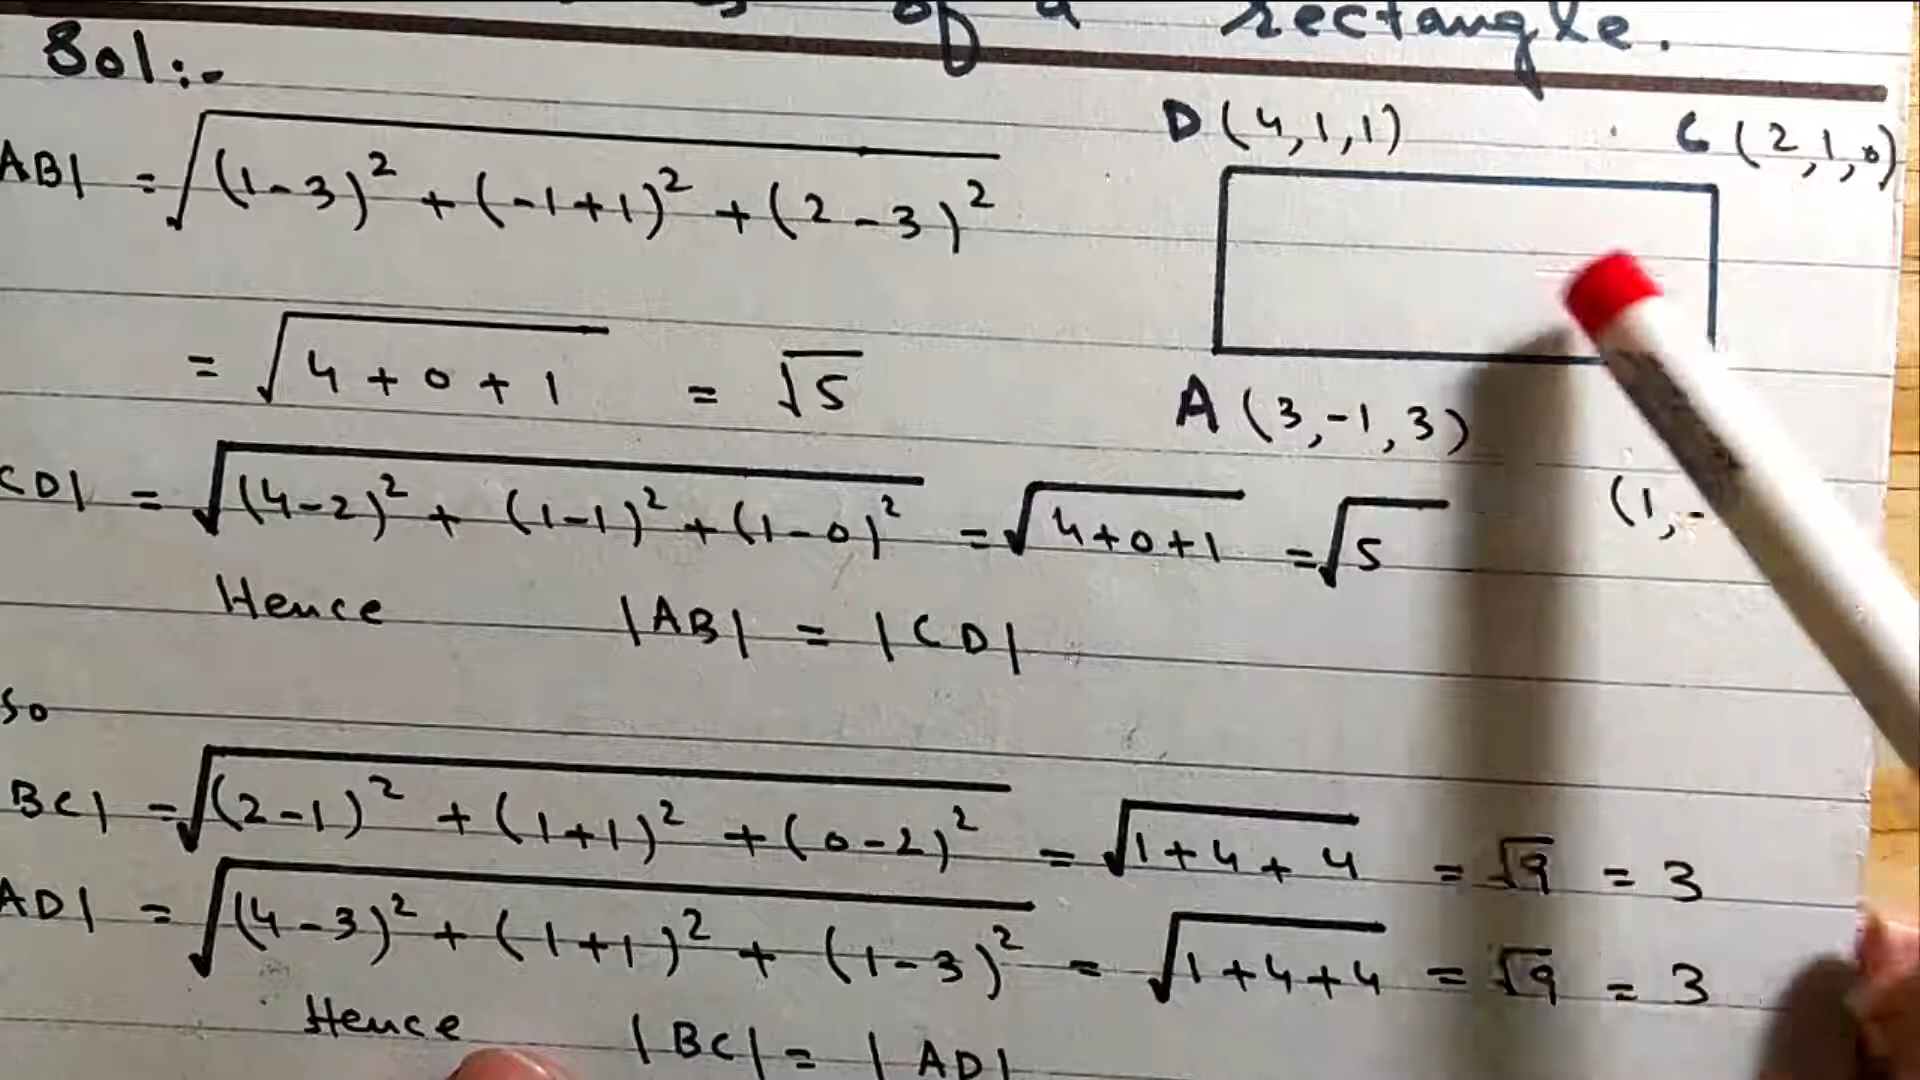 of a rectangle.
Sol:-
D(4,1,1) C(2,1,0)
AB| = √(1-3)² + (-1+1)² + (2-3)²
= √4+0+1 = √5
A(3,-1,3)
CD| = √(4-2)² + (1-1)² + (1-0)² = √4+0+1 = √5
(1,-
Hence |AB| = |CD|
So
BC| = √(2-1)² + (1+1)² + (0-2)² = √1+4+4 = √9 = 3
AD| = √(4-3)² + (1+1)² + (1-3)² = √1+4+4 = √9 = 3
Hence |BC| = |AD|